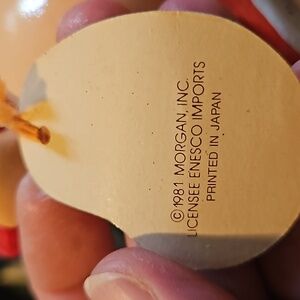 ©1981 MORGAN, INC.
LICENSEE ENESCO IMPORTS
PRINTED IN JAPAN